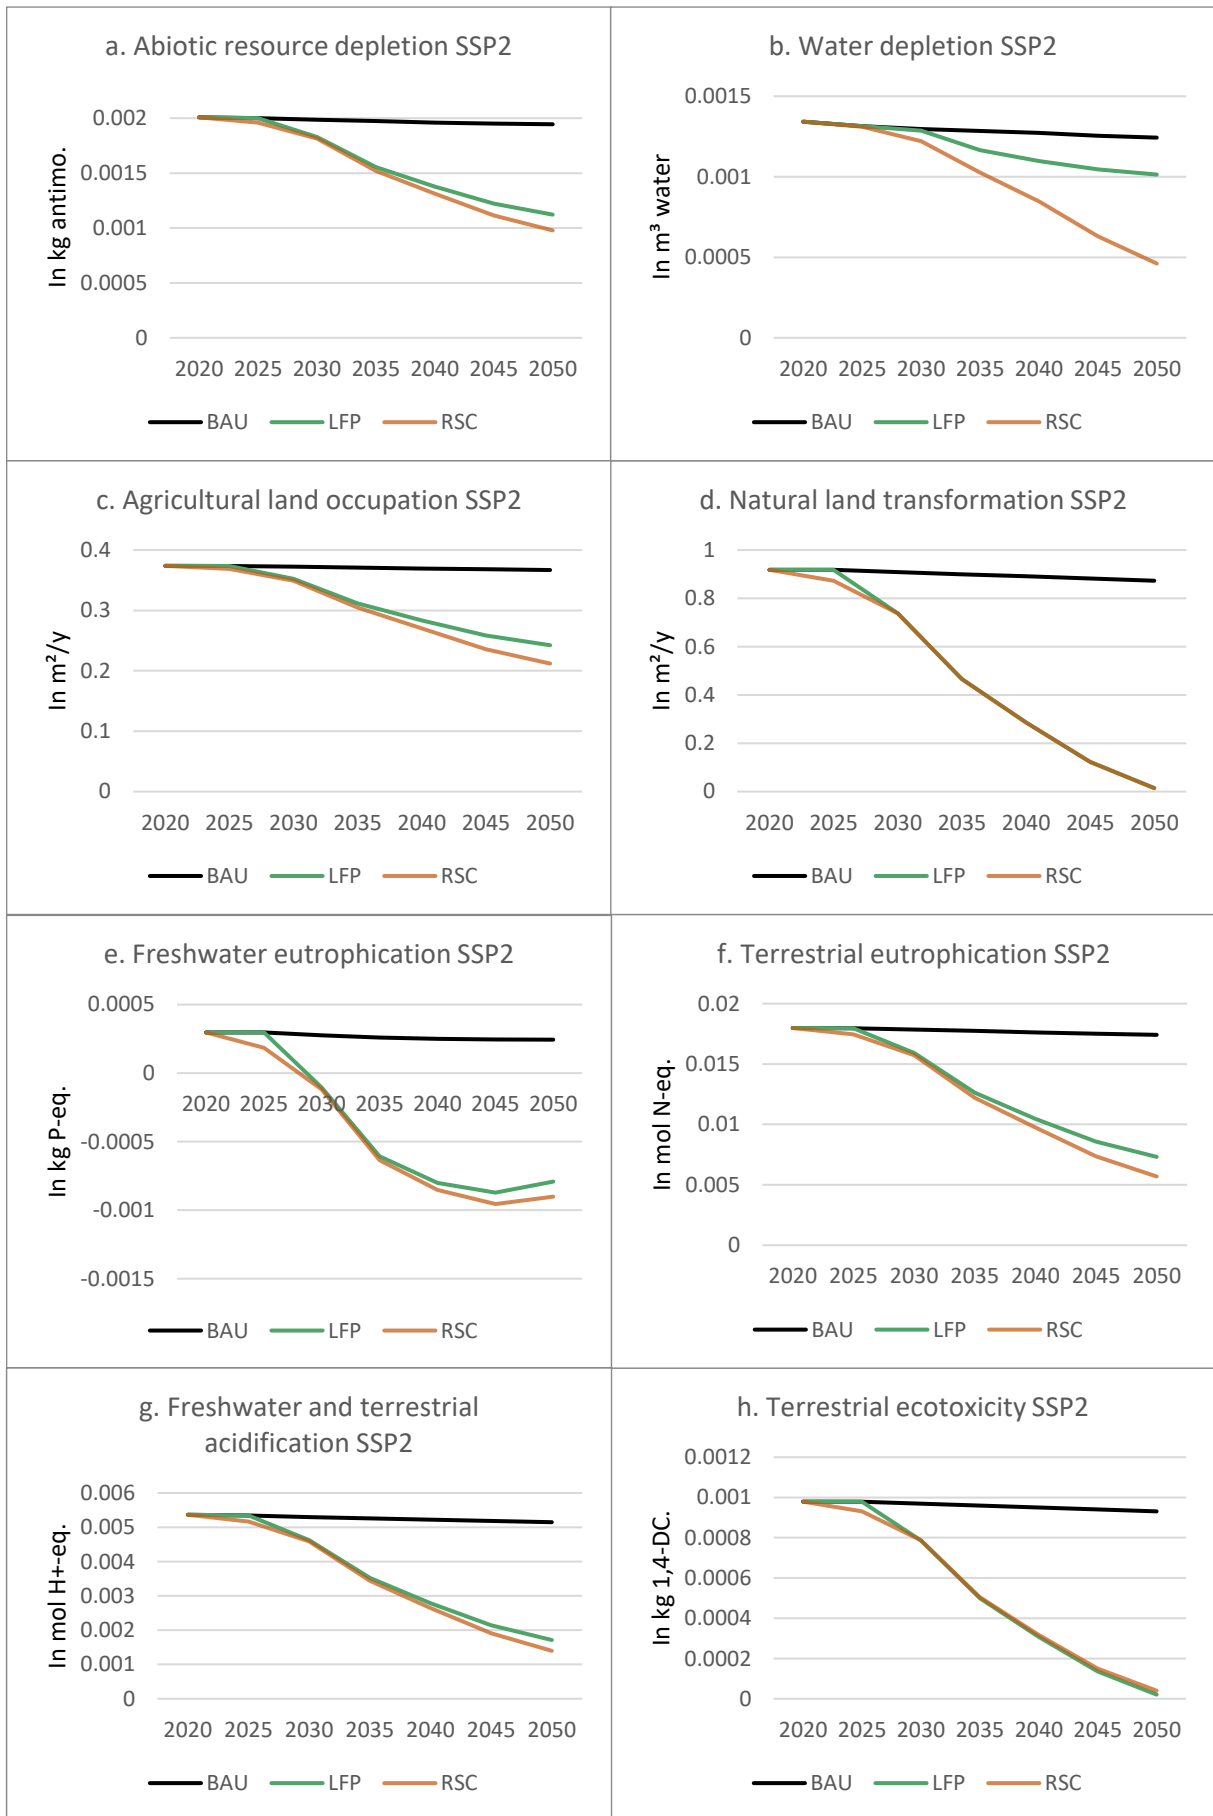 a. Abiotic resource depletion SSP2
In kg antimo.
0.002
0.0015
0.001
0.0005
0
2020 2025 2030 2035 2040 2045 2050
BAU LFP RSC
b. Water depletion SSP2
In m³ water
0.0015
0.001
0.0005
0
2020 2025 2030 2035 2040 2045 2050
BAU LFP RSC
c. Agricultural land occupation SSP2
In m²/y
0.4
0.3
0.2
0.1
0
2020 2025 2030 2035 2040 2045 2050
BAU LFP RSC
d. Natural land transformation SSP2
In m²/y
1
0.8
0.6
0.4
0.2
0
2020 2025 2030 2035 2040 2045 2050
BAU LFP RSC
e. Freshwater eutrophication SSP2
In kg P-eq.
0.0005
0
2020 2025 2030 2035 2040 2045 2050
-0.0005
-0.001
-0.0015
BAU LFP RSC
f. Terrestrial eutrophication SSP2
In mol N-eq.
0.02
0.015
0.01
0.005
0
2020 2025 2030 2035 2040 2045 2050
BAU LFP RSC
g. Freshwater and terrestrial
acidification SSP2
In mol H+-eq.
0.006
0.005
0.004
0.003
0.002
0.001
0
2020 2025 2030 2035 2040 2045 2050
BAU LFP RSC
h. Terrestrial ecotoxicity SSP2
In kg 1,4-DC.
0.0012
0.001
0.0008
0.0006
0.0004
0.0002
0
2020 2025 2030 2035 2040 2045 2050
BAU LFP RSC